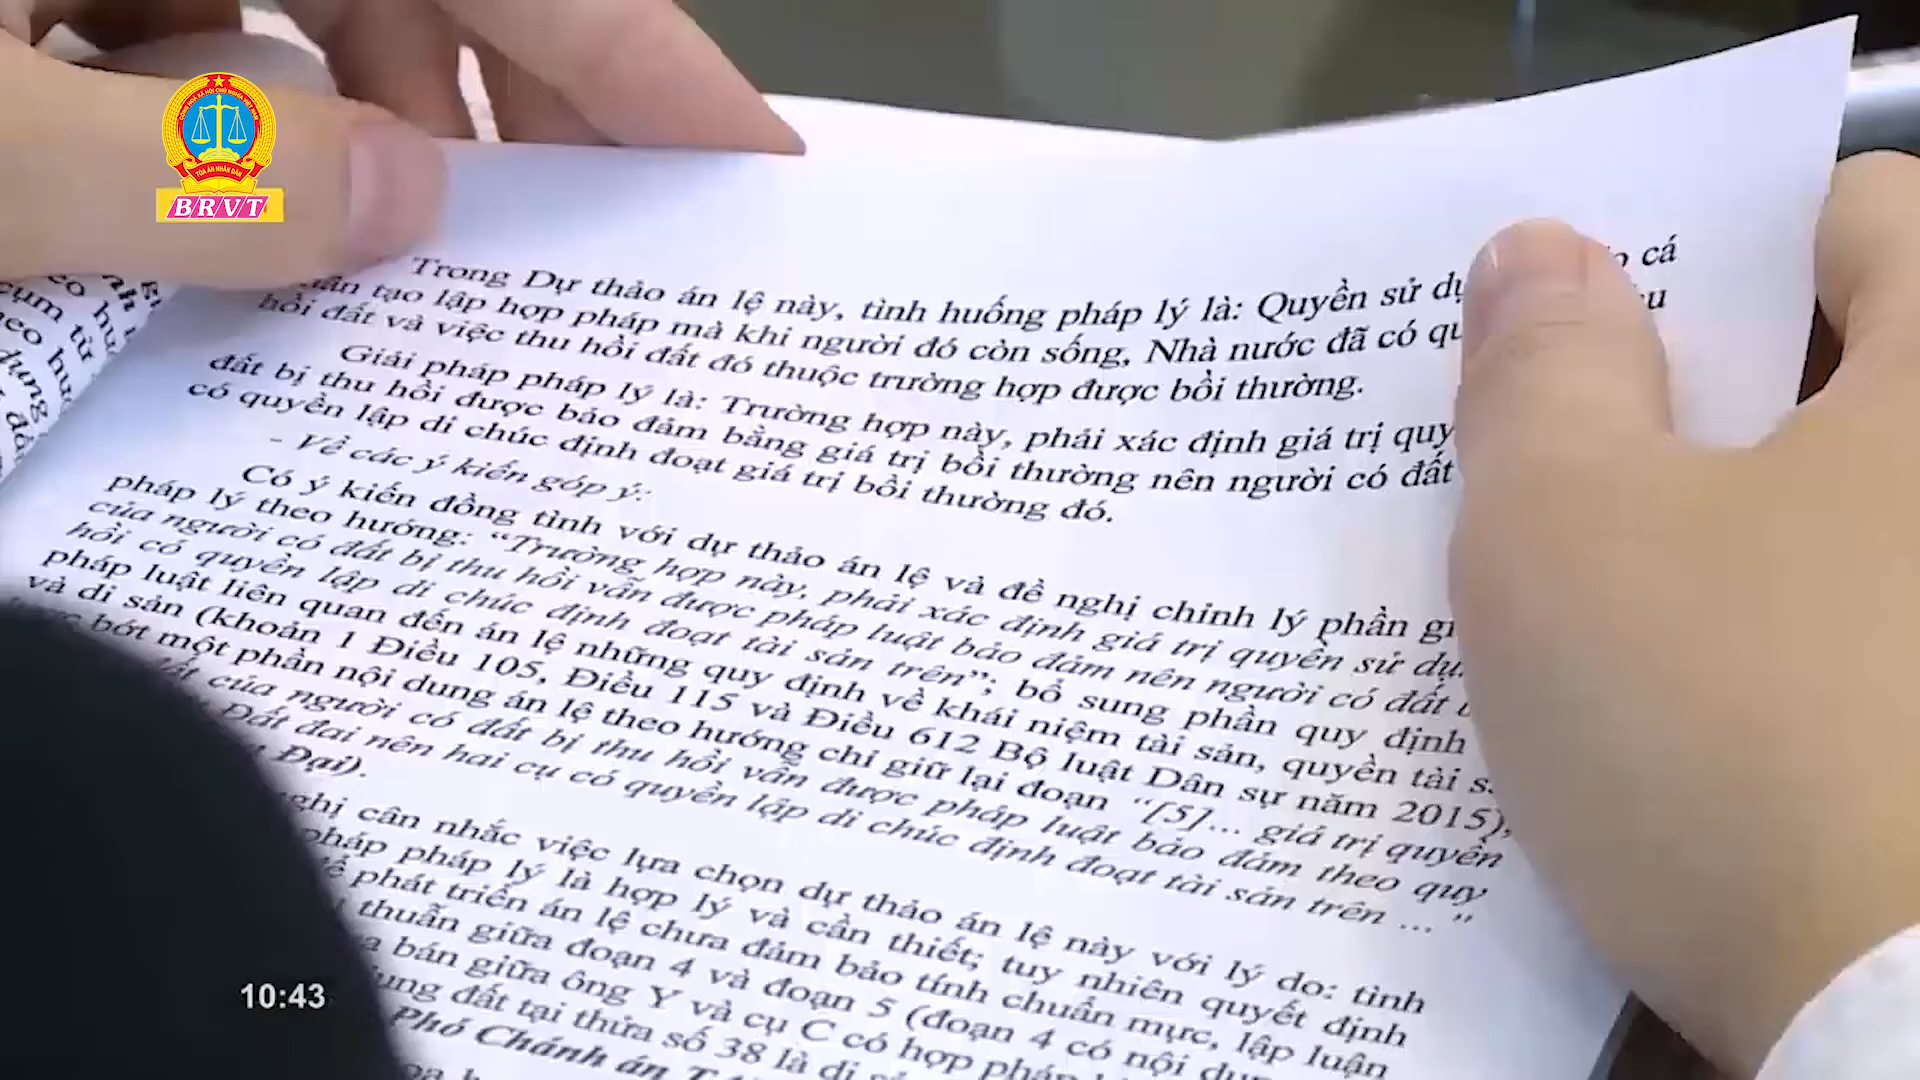 CỘNG HÒA XÃ HỘI CHỦ NGHĨA VIỆT NAM
TÒA ÁN NHÂN DÂN
BRVT
Trong Dự thảo án lệ này, tình huống pháp lý là: Quyền sử cá
tạo lập hợp pháp mà khi người đó còn sống, Nhà nước đã có
hồi đất và việc thu hồi đất đó thuộc trường hợp được bồi thường.
Giải pháp pháp lý là: Trường hợp này, phải xác định giá trị
đất bị thu hồi được bảo đảm bằng giá trị bồi thường nên người có đất
có quyền lập di chúc định đoạt giá trị bồi thường đó.
- Về các ý kiến góp ý:
Có ý kiến đồng tình với dự thảo án lệ và đề nghị chỉnh lý phần
pháp lý theo hướng: “Trường hợp này, phải xác định giá trị quyền sử
của người có đất bị thu hồi vẫn được pháp luật bảo đảm nên người có đất
hồi có quyền lập di chúc định đoạt tài sản trên”; bổ sung phần quy định
pháp luật liên quan đến án lệ những quy định về khái niệm tài sản, quyền tài
và di sản (khoản 1 Điều 105, Điều 115 và Điều 612 Bộ luật Dân sự năm 2015),
bớt một phần nội dung án lệ theo hướng chỉ giữ lại đoạn “[5]... giá trị quyền
đất của người có đất bị thu hồi vẫn được pháp luật bảo đảm theo quy
Đất đai nên hai cụ có quyền lập di chúc định đoạt tài sản trên ...”
Đại).
cân nhắc việc lựa chọn dự thảo án lệ này với lý do: tình
pháp pháp lý là hợp lý và cần thiết; tuy nhiên quyết định
để phát triển án lệ chưa đảm bảo tính chuẩn mực, lập luận
thuẫn giữa đoạn 4 và đoạn 5 (đoạn 4 có nội
bán giữa ông Y và cụ C có hợp
đất tại thửa số 38 là di
Phó Chánh án
10:43